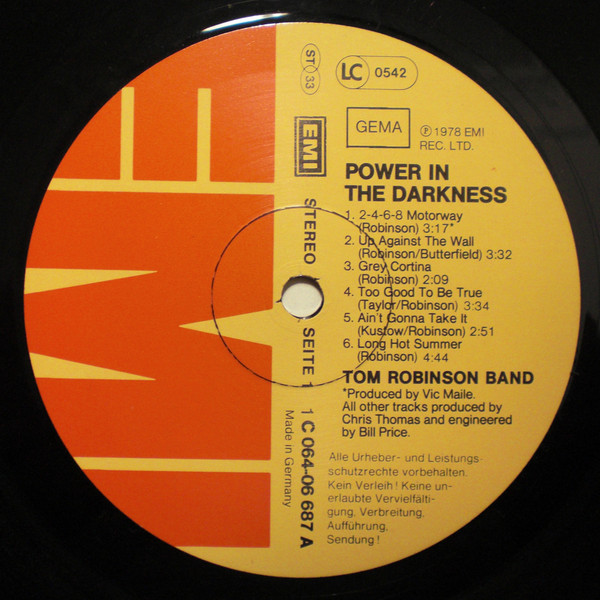 ST 33
LC 0542
GEMA
Ⓟ 1978 EMI
REC. LTD.
EMI
STEREO
SEITE 1
1 C 064-06 687 A
Made in Germany
POWER IN
THE DARKNESS
1. 2-4-6-8 Motorway
(Robinson) 3:17*
2. Up Against The Wall
(Robinson/Butterfield) 3:32
3. Grey Cortina
(Robinson) 2:09
4. Too Good To Be True
(Taylor/Robinson) 3:34
5. Ain't Gonna Take It
(Kustow/Robinson) 2:51
6. Long Hot Summer
(Robinson) 4:44
TOM ROBINSON BAND
*Produced by Vic Maile.
All other tracks produced by
Chris Thomas and engineered
by Bill Price.
Alle Urheber- und Leistungs-
schutzrechte vorbehalten.
Kein Verleih! Keine un-
erlaubte Vervielfälti-
gung, Verbreitung,
Aufführung,
Sendung!